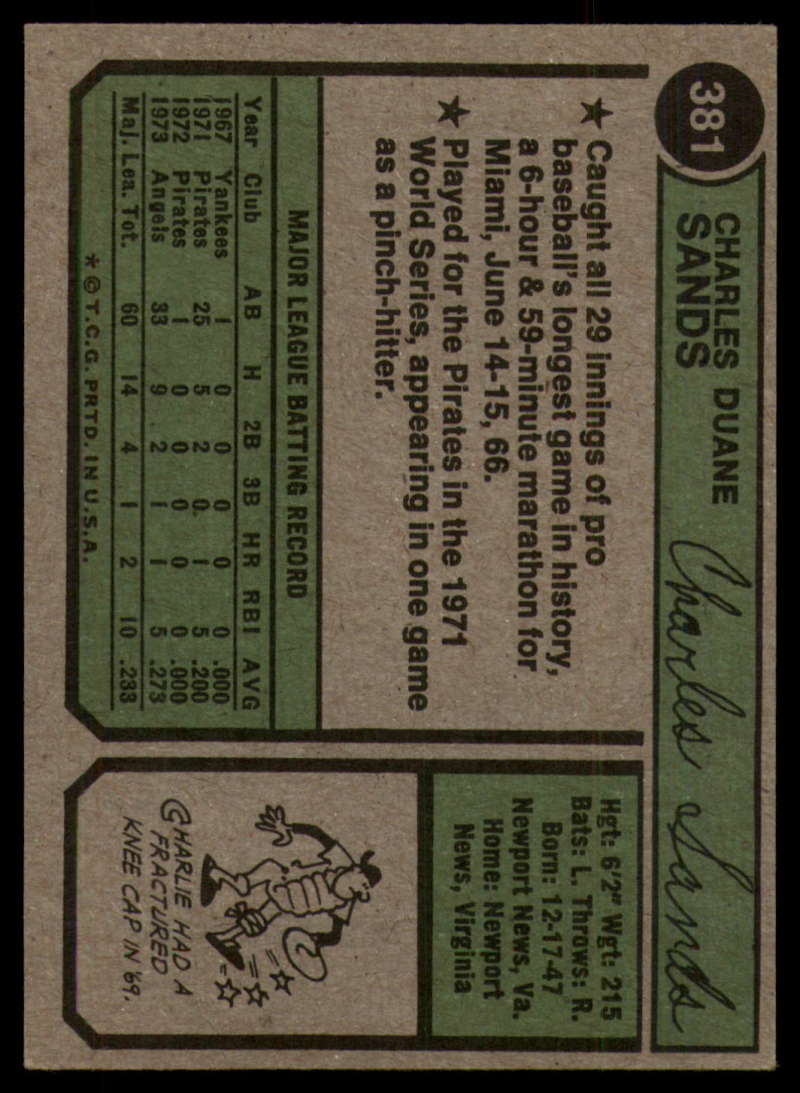 381
CHARLES DUANE
SANDS
Charles Sands
★ Caught all 29 innings of pro
baseball's longest game in history,
a 6-hour & 59-minute marathon for
Miami, June 14-15, 66.
★ Played for the Pirates in the 1971
World Series, appearing in one game
as a pinch-hitter.
MAJOR LEAGUE BATTING RECORD
Year Club AB H 2B 3B HR RBI AVG
1967 Yankees 1 0 0 0 0 0 .000
1971 Pirates 25 5 2 0 1 5 .200
1972 Pirates 1 0 0 0 0 0 .000
1973 Angels 33 9 2 1 1 5 .273
Maj. Lea. Tot. 60 14 4 1 2 10 .233
* © T.C.G. PRTD. IN U.S.A.
Hgt: 6'2" Wgt: 215
Bats: L. Throws: R.
Born: 12-17-47
Newport News, Va.
Home: Newport
News, Virginia
CHARLIE HAD A
FRACTURED
KNEE CAP IN '69.